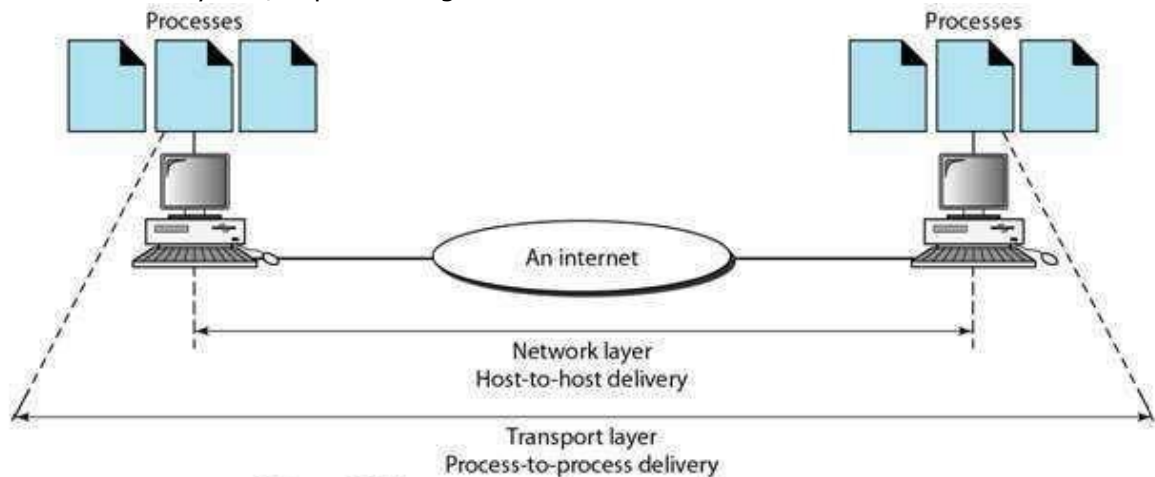 Processes
Processes
An internet
Network layer
Host-to-host delivery
Transport layer
Process-to-process delivery